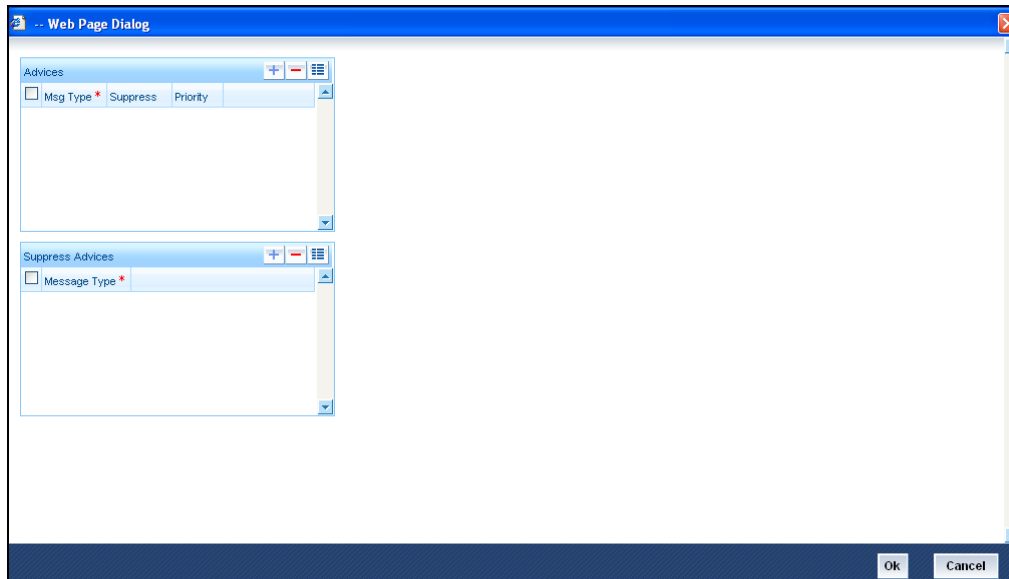 -- Web Page Dialog
Advices
Msg Type * Suppress Priority
Suppress Advices
Message Type *
Ok Cancel